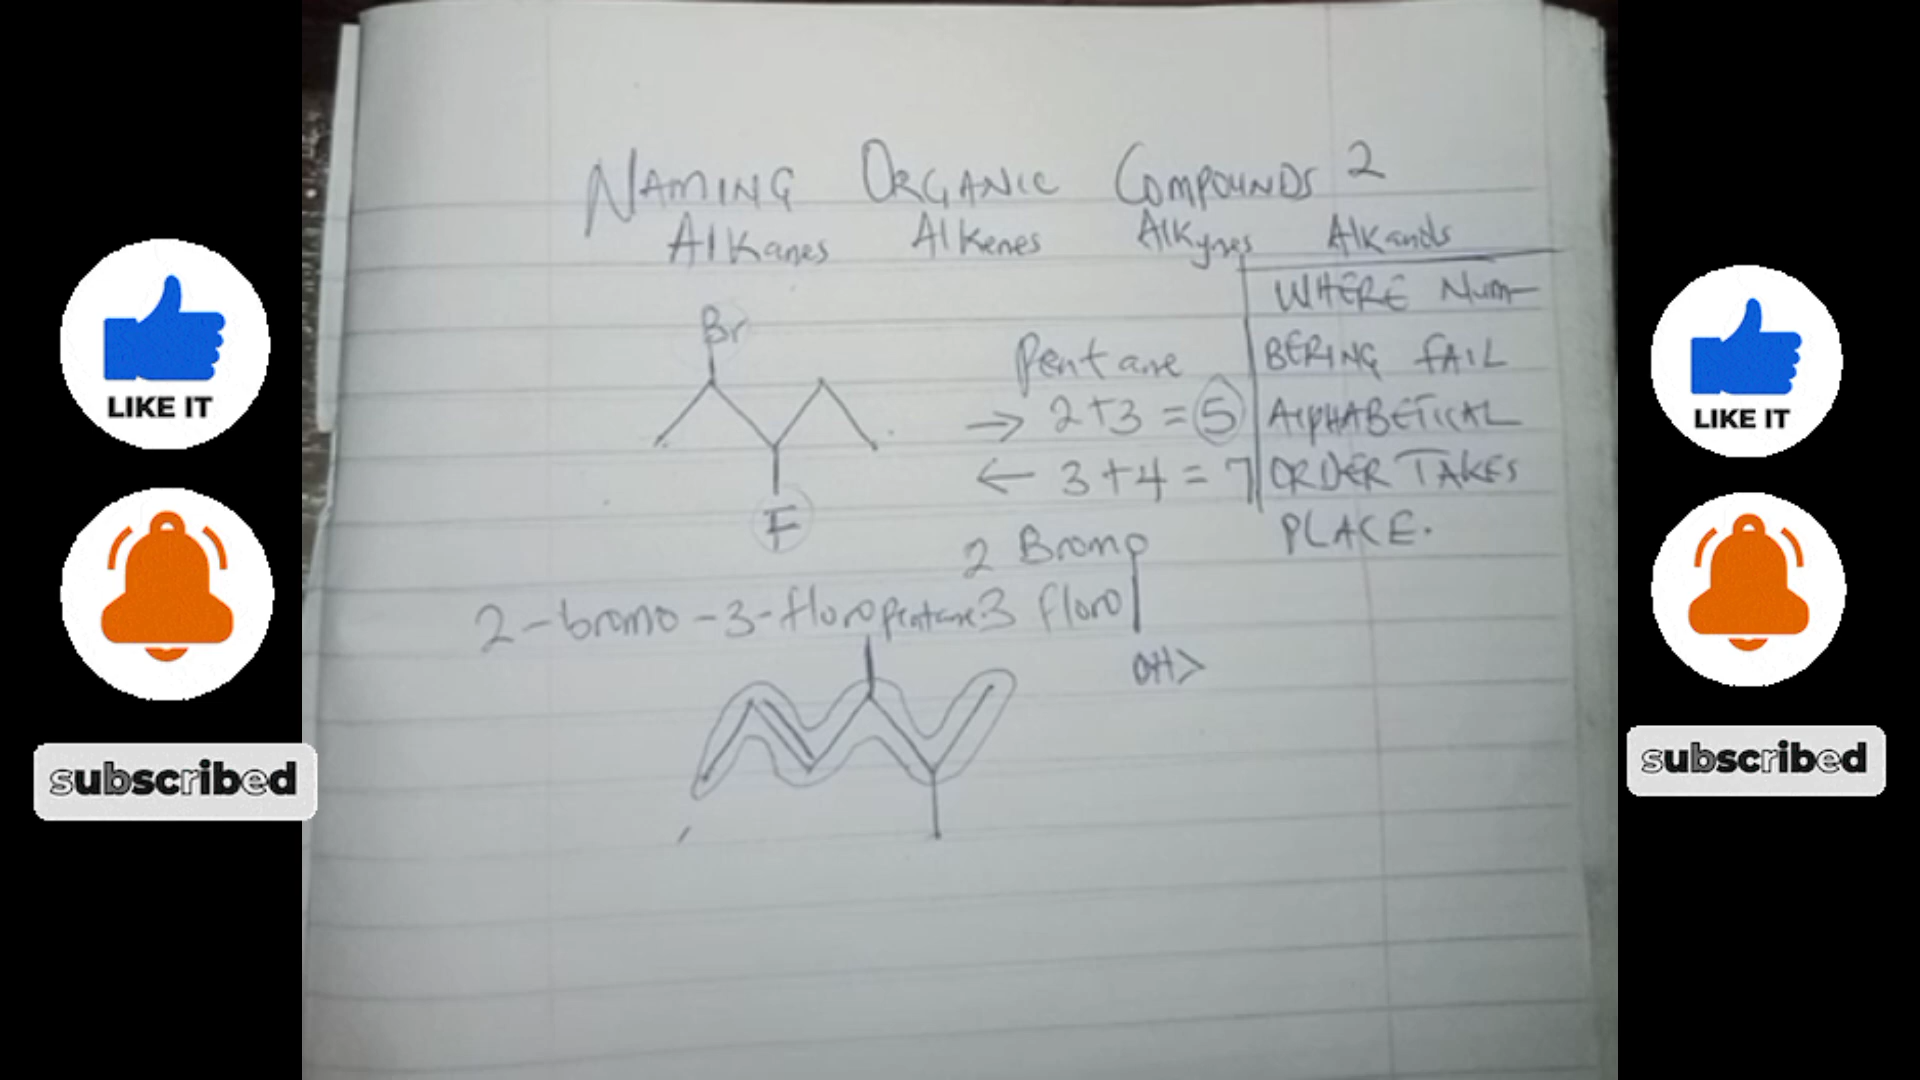 NAMING ORGANIC COMPOUNDS 2
Alkanes Alkenes Alkynes Alkanols
WHERE NUM-
BERING FAIL
ALPHABETICAL
ORDER TAKES
PLACE.
Br
F
Pentane
→ 2+3 = 5
← 3+4 = 7
2 Bromo
3 floro
2-bromo-3-floropentane
OH>
LIKE IT
subscribed
LIKE IT
subscribed